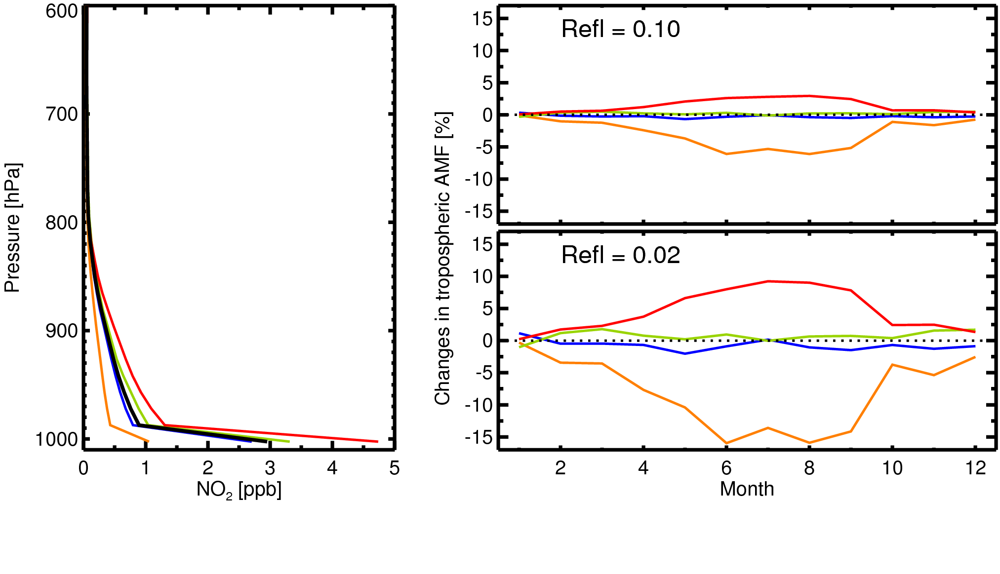 600
700
800
900
1000
Pressure [hPa]
0 1 2 3 4 5
NO₂ [ppb]
Changes in tropospheric AMF [%]
Refl = 0.10
15
10
5
0
-5
-10
-15
Refl = 0.02
15
10
5
0
-5
-10
-15
2 4 6 8 10 12
Month